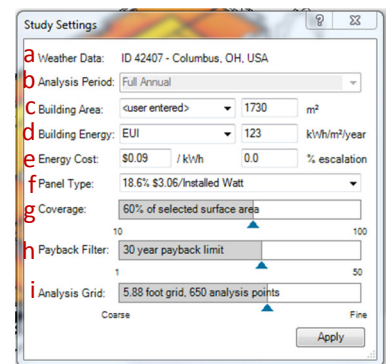 Study Settings
a Weather Data: ID 42407 - Columbus, OH, USA
b Analysis Period: Full Annual
c Building Area: <user entered> 1730 m²
d Building Energy: EUI 123 kWh/m²/year
e Energy Cost: $0.09 / kWh 0.0 % escalation
f Panel Type: 18.6% $3.06/Installed Watt
g Coverage: 60% of selected surface area
10 100
h Payback Filter: 30 year payback limit
1 50
i Analysis Grid: 5.88 foot grid, 650 analysis points
Coarse Fine
Apply